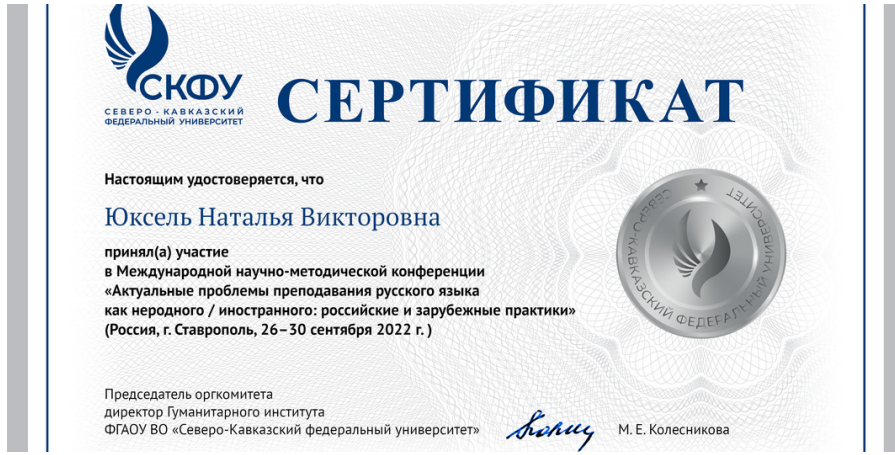 СКФУ
СЕВЕРО-КАВКАЗСКИЙ
ФЕДЕРАЛЬНЫЙ УНИВЕРСИТЕТ
СЕРТИФИКАТ
Настоящим удостоверяется, что
Юксель Наталья Викторовна
принял(а) участие
в Международной научно-методической конференции
«Актуальные проблемы преподавания русского языка
как неродного / иностранного: российские и зарубежные практики»
(Россия, г. Ставрополь, 26–30 сентября 2022 г. )
СЕВЕРО-КАВКАЗСКИЙ ФЕДЕРАЛЬНЫЙ УНИВЕРСИТЕТ
Председатель оргкомитета
директор Гуманитарного института
ФГАОУ ВО «Северо-Кавказский федеральный университет»
М. Е. Колесникова